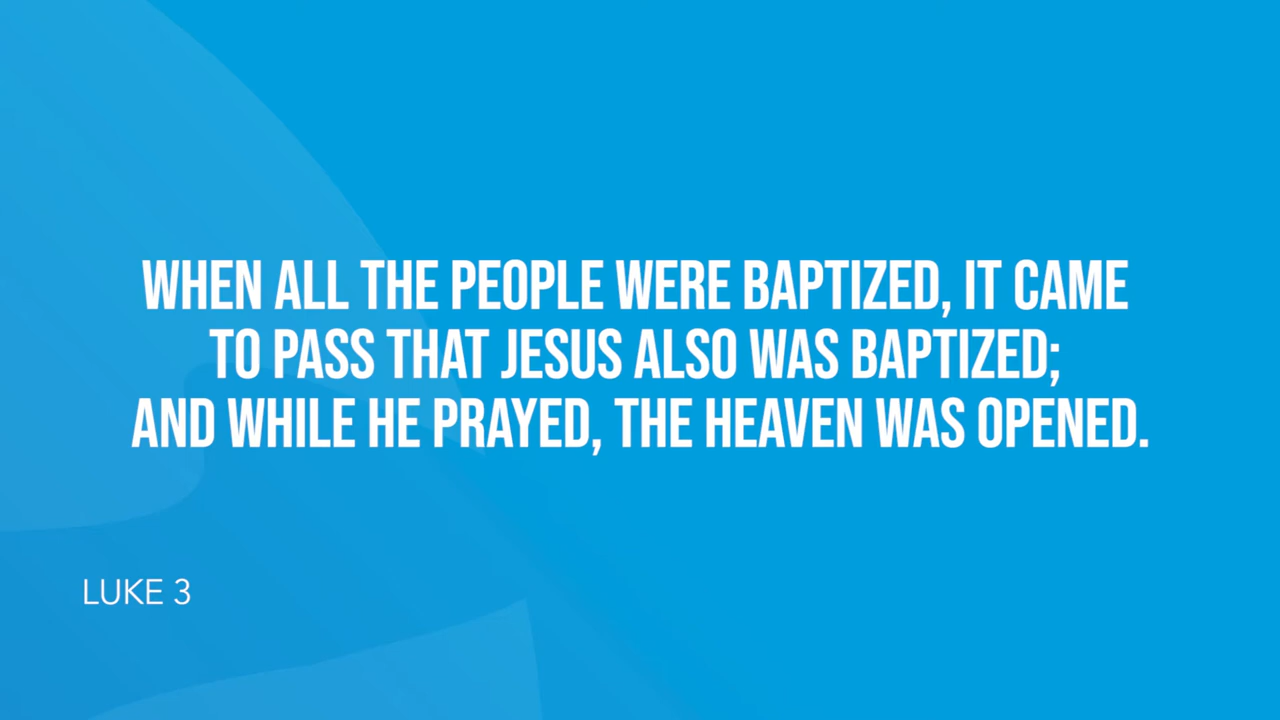 WHEN ALL THE PEOPLE WERE BAPTIZED, IT CAME
TO PASS THAT JESUS ALSO WAS BAPTIZED;
AND WHILE HE PRAYED, THE HEAVEN WAS OPENED.
LUKE 3